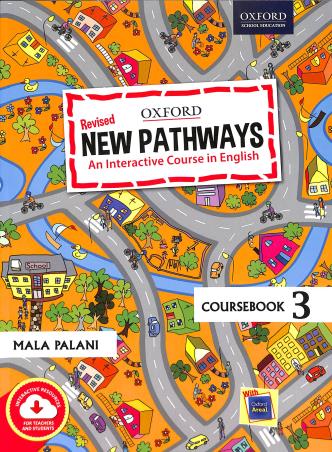 OXFORD
SCHOOL EDUCATION
OXFORD
Revised
NEW PATHWAYS
An Interactive Course in English
School
COURSEBOOK 3
MALA PALANI
INTERACTIVE RESOURCES
FOR TEACHERS
AND STUDENTS
With
Oxford
Areal